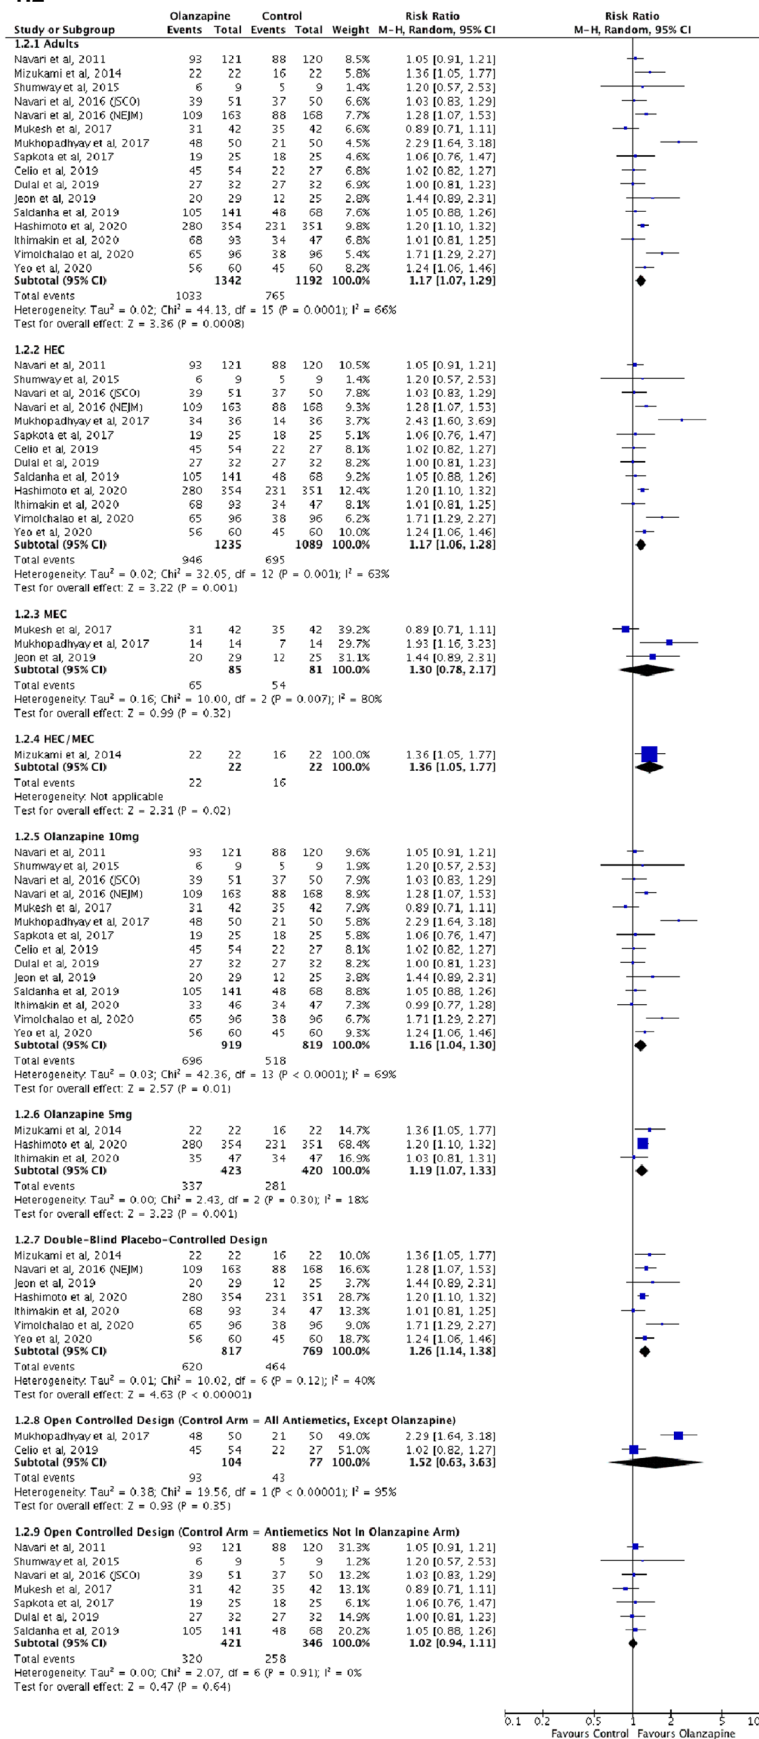 1.2
Olanzapine Control Risk Ratio Risk Ratio
Study or Subgroup Events Total Events Total Weight M-H, Random, 95% CI M-H, Random, 95% CI
1.2.1 Adults
Navari et al, 2011 93 121 88 120 8.5% 1.05 [0.91, 1.21]
Mizukami et al, 2014 22 22 16 22 5.8% 1.36 [1.05, 1.77]
Shumway et al, 2015 6 9 5 9 1.4% 1.20 [0.57, 2.53]
Navari et al, 2016 (JSCO) 39 51 37 50 6.7% 1.03 [0.83, 1.29]
Navari et al, 2016 (NEJM) 109 163 88 168 7.7% 1.28 [1.07, 1.53]
Mukesh et al, 2017 31 42 35 42 6.7% 0.89 [0.71, 1.11]
Mukhopadhyay et al, 2017 48 50 21 50 4.5% 2.29 [1.64, 3.18]
Sapkota et al, 2017 19 25 18 25 4.4% 1.06 [0.76, 1.47]
Celio et al, 2019 45 54 22 27 6.8% 1.02 [0.82, 1.27]
Dulal et al, 2019 27 32 27 32 7.0% 1.00 [0.81, 1.23]
Jeon et al, 2019 20 29 12 25 2.8% 1.44 [0.89, 2.31]
Saldanha et al, 2019 105 141 48 68 7.6% 1.05 [0.88, 1.26]
Hashimoto et al, 2020 280 354 231 351 9.8% 1.20 [1.10, 1.32]
Ithimakin et al, 2020 68 93 34 47 6.8% 1.01 [0.81, 1.25]
Vimolchalao et al, 2020 65 96 38 96 5.3% 1.71 [1.29, 2.27]
Yeo et al, 2020 56 60 45 60 8.2% 1.24 [1.06, 1.46]
Subtotal (95% CI) 1342 1192 100.0% 1.17 [1.07, 1.29]
Total events 1033 765
Heterogeneity: Tau² = 0.02; Chi² = 44.13, df = 15 (P = 0.0001); I² = 66%
Test for overall effect: Z = 3.36 (P = 0.0008)
1.2.2 HEC
Navari et al, 2011 93 121 88 120 10.5% 1.05 [0.91, 1.21]
Shumway et al, 2015 6 9 5 9 1.4% 1.20 [0.57, 2.53]
Navari et al, 2016 (JSCO) 39 51 37 50 7.8% 1.03 [0.83, 1.29]
Navari et al, 2016 (NEJM) 109 163 88 168 9.3% 1.28 [1.07, 1.53]
Mukhopadhyay et al, 2017 34 36 14 36 3.7% 2.43 [1.60, 3.69]
Sapkota et al, 2017 19 25 18 25 5.1% 1.06 [0.76, 1.47]
Celio et al, 2019 45 54 22 27 8.1% 1.02 [0.82, 1.27]
Dulal et al, 2019 27 32 27 32 8.3% 1.00 [0.81, 1.23]
Saldanha et al, 2019 105 141 48 68 9.2% 1.05 [0.88, 1.26]
Hashimoto et al, 2020 280 354 231 351 12.4% 1.20 [1.10, 1.32]
Ithimakin et al, 2020 68 93 34 47 8.1% 1.01 [0.81, 1.25]
Vimolchalao et al, 2020 65 96 38 96 6.2% 1.71 [1.29, 2.27]
Yeo et al, 2020 56 60 45 60 10.0% 1.24 [1.06, 1.46]
Subtotal (95% CI) 1235 1089 100.0% 1.17 [1.06, 1.28]
Total events 946 695
Heterogeneity: Tau² = 0.02; Chi² = 32.05, df = 12 (P = 0.001); I² = 63%
Test for overall effect: Z = 3.22 (P = 0.001)
1.2.3 MEC
Mukesh et al, 2017 31 42 35 42 39.2% 0.89 [0.71, 1.11]
Mukhopadhyay et al, 2017 14 14 7 14 29.7% 1.93 [1.16, 3.23]
Jeon et al, 2019 20 29 12 25 31.1% 1.44 [0.89, 2.31]
Subtotal (95% CI) 85 81 100.0% 1.30 [0.78, 2.17]
Total events 65 54
Heterogeneity: Tau² = 0.16; Chi² = 10.00, df = 2 (P = 0.007); I² = 80%
Test for overall effect: Z = 0.99 (P = 0.32)
1.2.4 HEC/MEC
Mizukami et al, 2014 22 22 16 22 100.0% 1.36 [1.05, 1.77]
Subtotal (95% CI) 22 22 100.0% 1.36 [1.05, 1.77]
Total events 22 16
Heterogeneity: Not applicable
Test for overall effect: Z = 2.31 (P = 0.02)
1.2.5 Olanzapine 10mg
Navari et al, 2011 93 121 88 120 9.6% 1.05 [0.91, 1.21]
Shumway et al, 2015 6 9 5 9 1.9% 1.20 [0.57, 2.53]
Navari et al, 2016 (JSCO) 39 51 37 50 7.9% 1.03 [0.83, 1.29]
Navari et al, 2016 (NEJM) 109 163 88 168 8.9% 1.28 [1.07, 1.53]
Mukesh et al, 2017 31 42 35 42 7.9% 0.89 [0.71, 1.11]
Mukhopadhyay et al, 2017 48 50 21 50 5.8% 2.29 [1.64, 3.18]
Sapkota et al, 2017 19 25 18 25 5.8% 1.06 [0.76, 1.47]
Celio et al, 2019 45 54 22 27 8.1% 1.02 [0.82, 1.27]
Dulal et al, 2019 27 32 27 32 8.2% 1.00 [0.81, 1.23]
Jeon et al, 2019 20 29 12 25 3.8% 1.44 [0.89, 2.31]
Saldanha et al, 2019 105 141 48 68 8.8% 1.05 [0.88, 1.26]
Ithimakin et al, 2020 33 46 34 47 7.3% 0.99 [0.77, 1.28]
Vimolchalao et al, 2020 65 96 38 96 6.7% 1.71 [1.29, 2.27]
Yeo et al, 2020 56 60 45 60 9.3% 1.24 [1.06, 1.46]
Subtotal (95% CI) 919 819 100.0% 1.16 [1.04, 1.30]
Total events 696 518
Heterogeneity: Tau² = 0.03; Chi² = 42.36, df = 13 (P < 0.0001); I² = 69%
Test for overall effect: Z = 2.57 (P = 0.01)
1.2.6 Olanzapine 5mg
Mizukami et al, 2014 22 22 16 22 14.7% 1.36 [1.05, 1.77]
Hashimoto et al, 2020 280 354 231 351 68.4% 1.20 [1.10, 1.32]
Ithimakin et al, 2020 35 47 34 47 16.9% 1.03 [0.81, 1.31]
Subtotal (95% CI) 423 420 100.0% 1.19 [1.07, 1.33]
Total events 337 281
Heterogeneity: Tau² = 0.00; Chi² = 2.43, df = 2 (P = 0.30); I² = 18%
Test for overall effect: Z = 3.23 (P = 0.001)
1.2.7 Double-Blind Placebo-Controlled Design
Mizukami et al, 2014 22 22 16 22 10.0% 1.36 [1.05, 1.77]
Navari et al, 2016 (NEJM) 109 163 88 168 16.6% 1.28 [1.07, 1.53]
Jeon et al, 2019 20 29 12 25 3.7% 1.44 [0.89, 2.31]
Hashimoto et al, 2020 280 354 231 351 28.7% 1.20 [1.10, 1.32]
Ithimakin et al, 2020 68 93 34 47 13.3% 1.01 [0.81, 1.25]
Vimolchalao et al, 2020 65 96 38 96 9.0% 1.71 [1.29, 2.27]
Yeo et al, 2020 56 60 45 60 18.7% 1.24 [1.06, 1.46]
Subtotal (95% CI) 817 769 100.0% 1.26 [1.14, 1.38]
Total events 620 464
Heterogeneity: Tau² = 0.01; Chi² = 10.02, df = 6 (P = 0.12); I² = 40%
Test for overall effect: Z = 4.63 (P < 0.00001)
1.2.8 Open Controlled Design (Control Arm = All Antiemetics, Except Olanzapine)
Mukhopadhyay et al, 2017 48 50 21 50 49.0% 2.29 [1.64, 3.18]
Celio et al, 2019 45 54 22 27 51.0% 1.02 [0.82, 1.27]
Subtotal (95% CI) 104 77 100.0% 1.52 [0.63, 3.63]
Total events 93 43
Heterogeneity: Tau² = 0.38; Chi² = 19.56, df = 1 (P < 0.00001); I² = 95%
Test for overall effect: Z = 0.93 (P = 0.35)
1.2.9 Open Controlled Design (Control Arm = Antiemetics Not In Olanzapine Arm)
Navari et al, 2011 93 121 88 120 31.3% 1.05 [0.91, 1.21]
Shumway et al, 2015 6 9 5 9 1.2% 1.20 [0.57, 2.53]
Navari et al, 2016 (JSCO) 39 51 37 50 13.2% 1.03 [0.83, 1.29]
Mukesh et al, 2017 31 42 35 42 13.1% 0.89 [0.71, 1.11]
Sapkota et al, 2017 19 25 18 25 6.1% 1.06 [0.76, 1.47]
Dulal et al, 2019 27 32 27 32 14.9% 1.00 [0.81, 1.23]
Saldanha et al, 2019 105 141 48 68 20.2% 1.05 [0.88, 1.26]
Subtotal (95% CI) 421 346 100.0% 1.02 [0.94, 1.11]
Total events 320 258
Heterogeneity: Tau² = 0.00; Chi² = 2.07, df = 6 (P = 0.91); I² = 0%
Test for overall effect: Z = 0.47 (P = 0.64)
0.1 0.2 0.5 1 2 5 10
Favours Control Favours Olanzapine